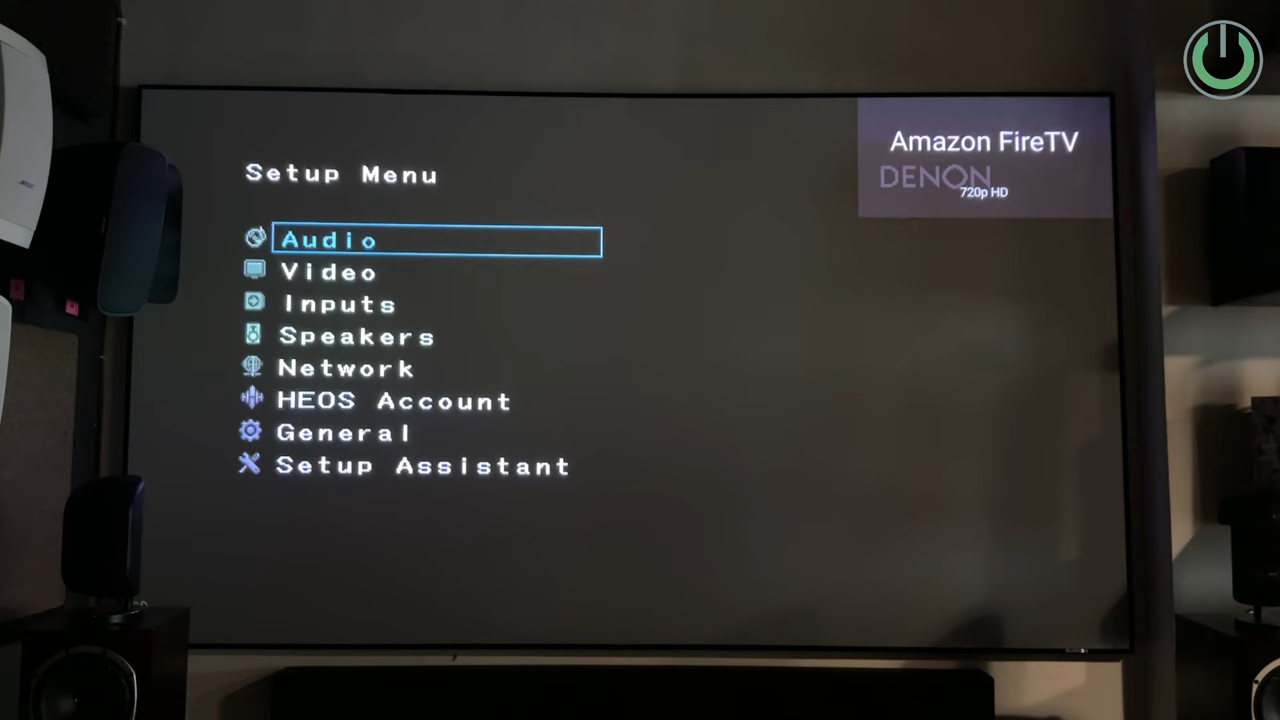 Setup Menu
Audio
Video
Inputs
Speakers
Network
HEOS Account
General
Setup Assistant
Amazon FireTV
DENON
720p HD